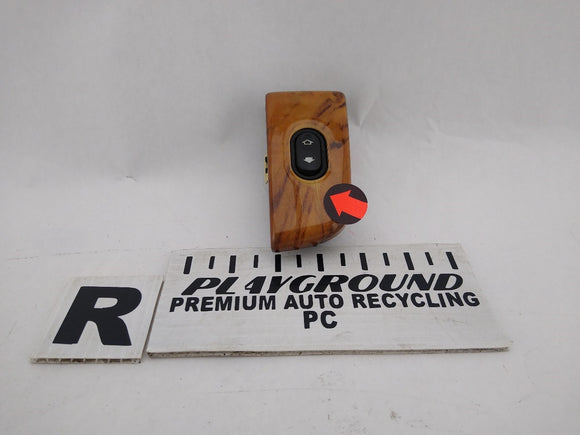 R
PLAYGROUND
PREMIUM AUTO RECYCLING
PC